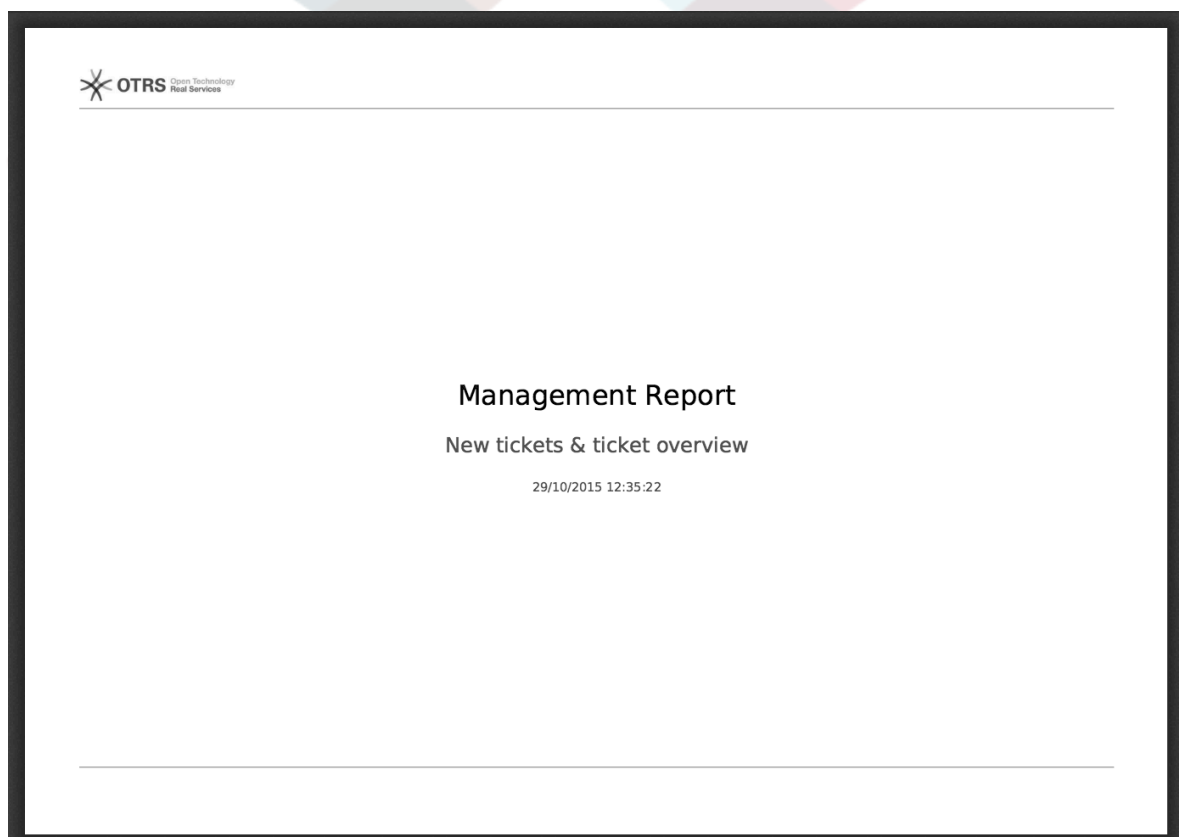 OTRS Open Technology
Real Services
Management Report
New tickets & ticket overview
29/10/2015 12:35:22